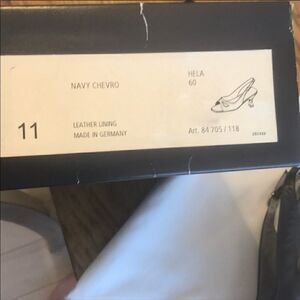 NAVY CHEVRO
HELA
60
11
LEATHER LINING
MADE IN GERMANY
Art. 84 705 / 118